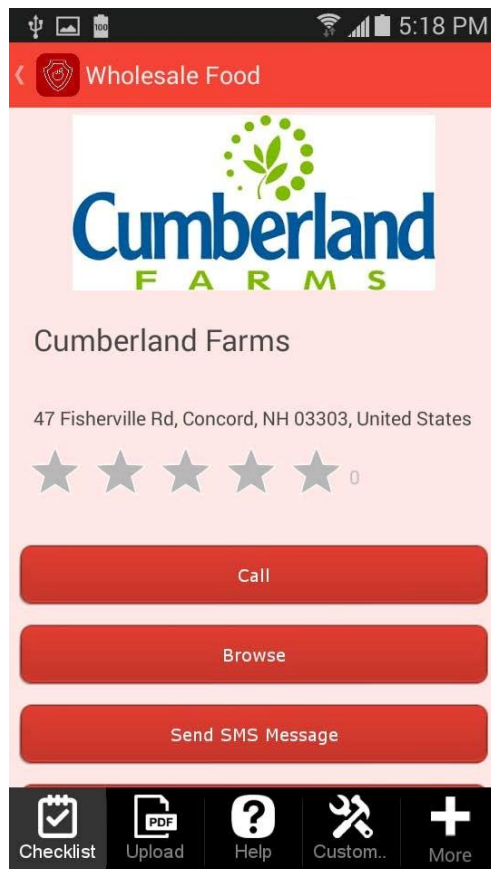 100
5:18 PM
Wholesale Food
Cumberland
FARMS
Cumberland Farms
47 Fisherville Rd, Concord, NH 03303, United States
0
Call
Browse
Send SMS Message
PDF
Checklist Upload Help Custom.. More